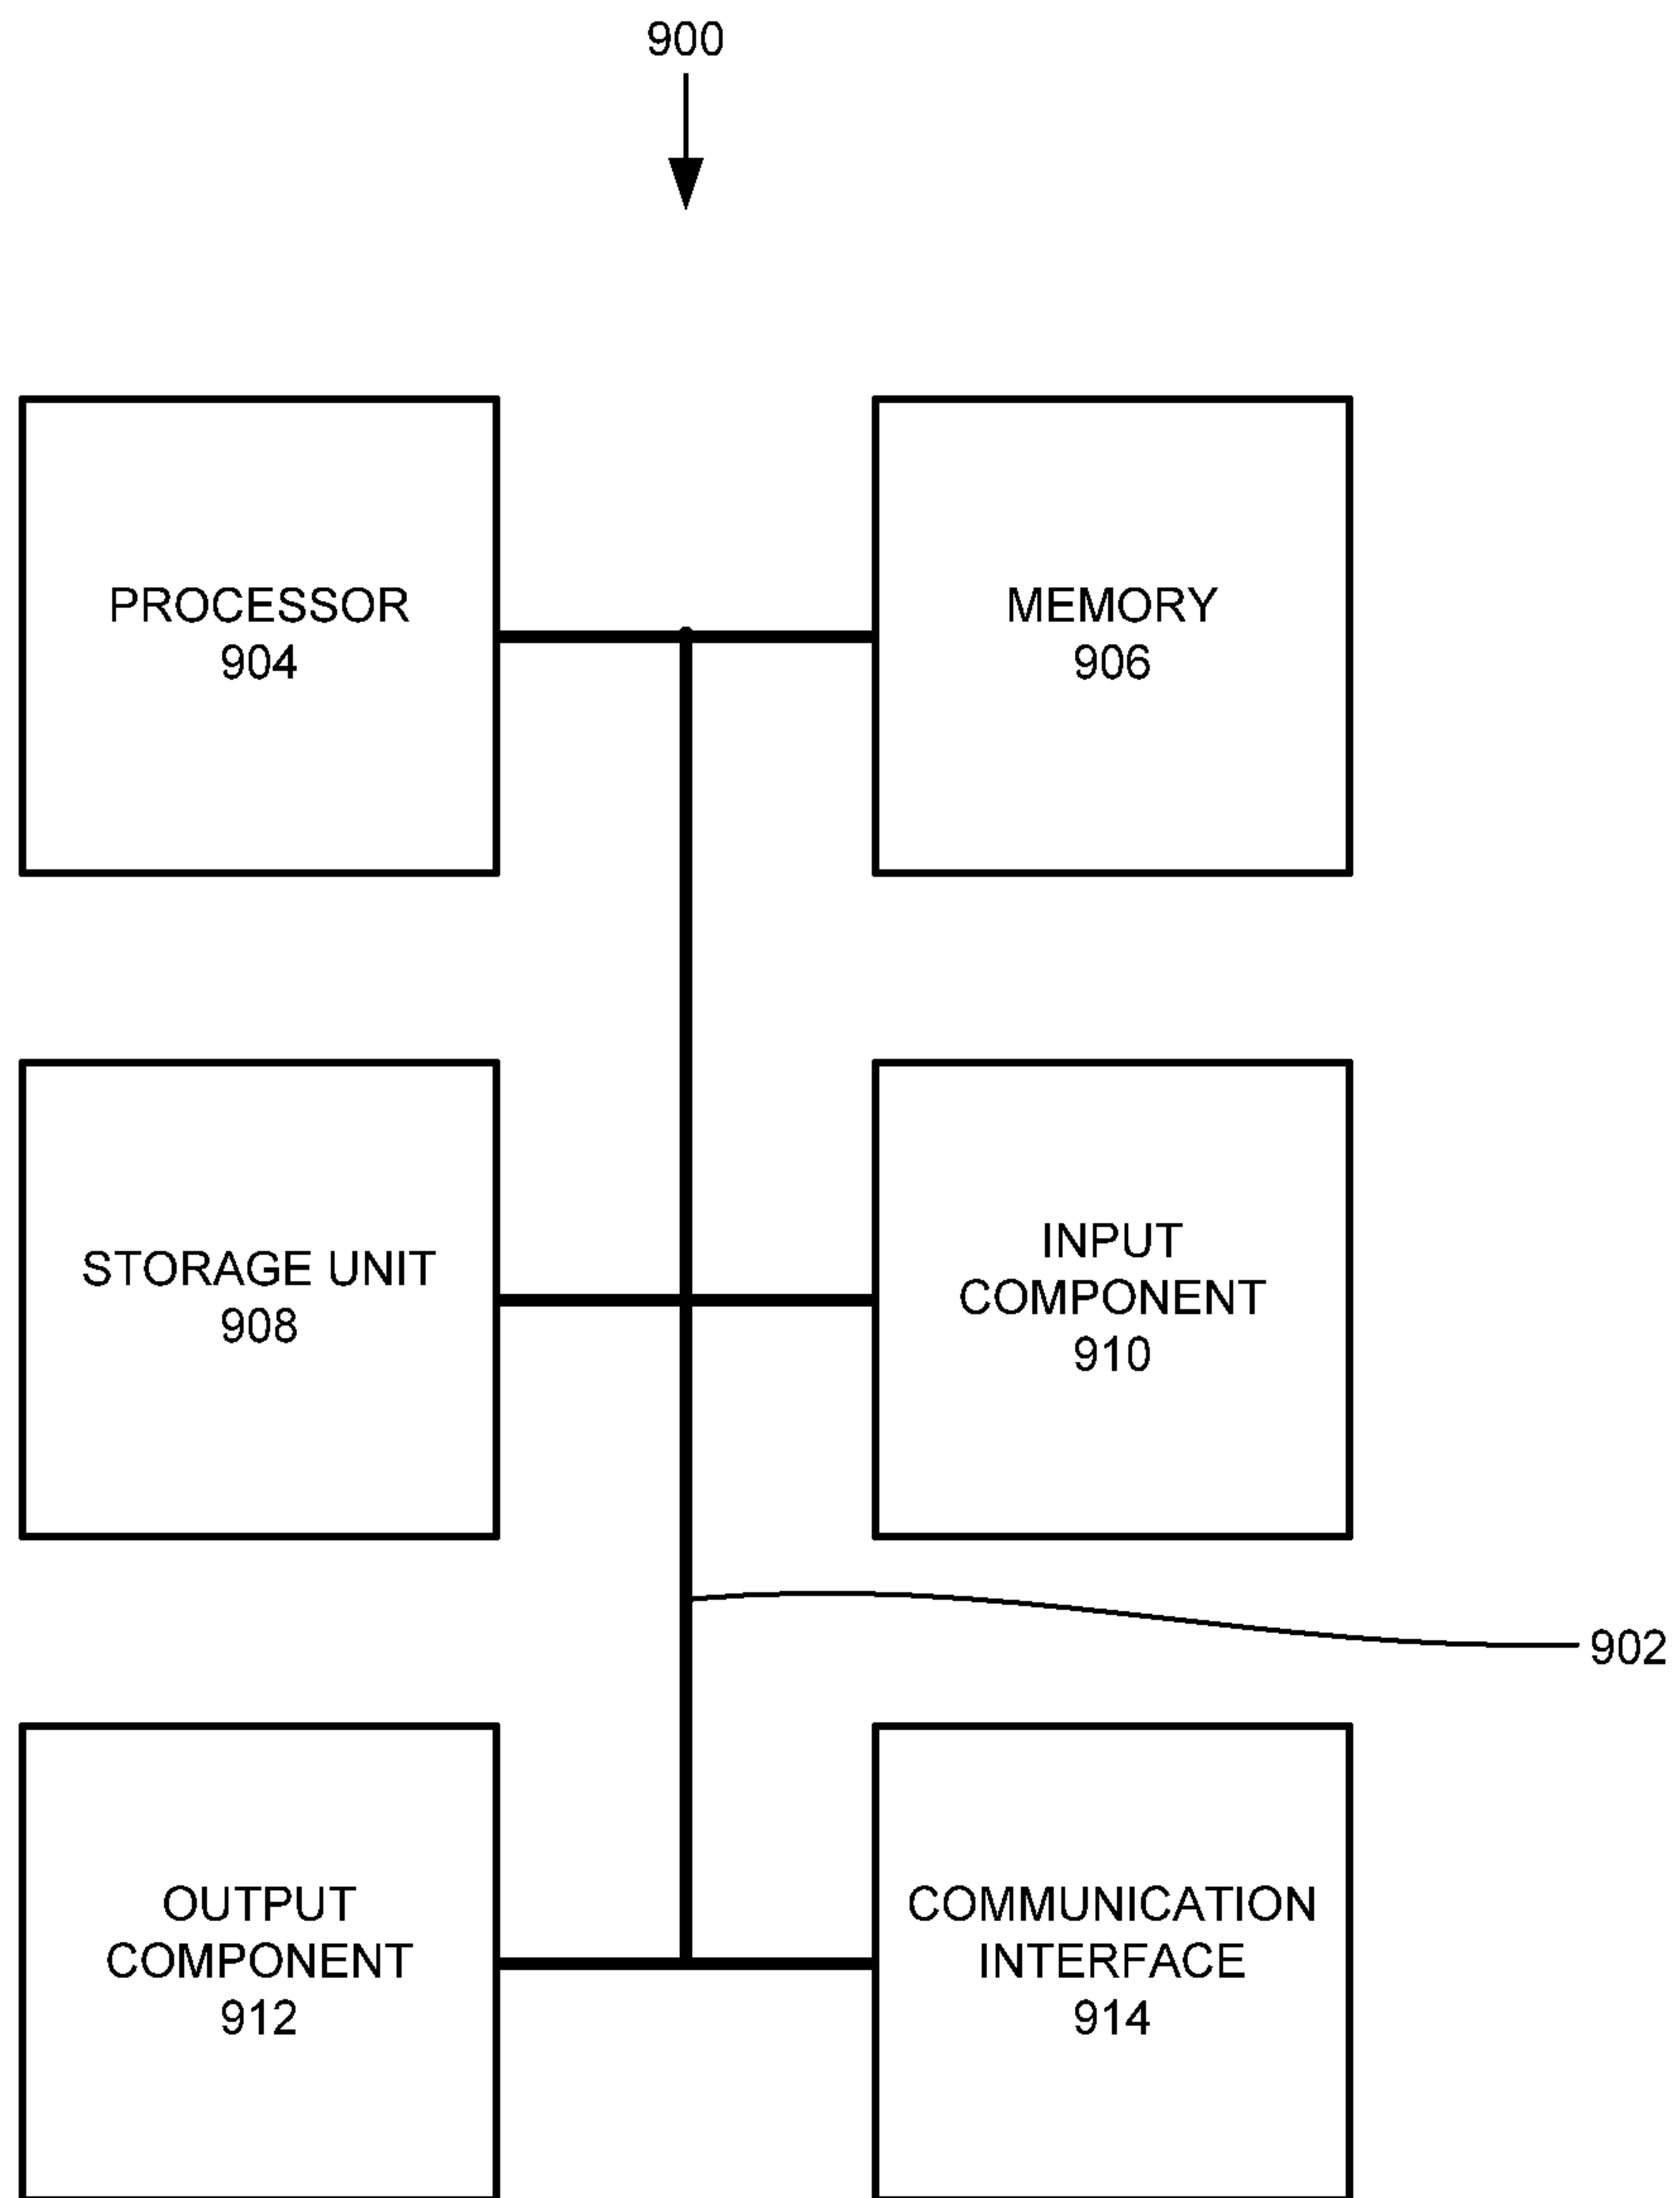 900
PROCESSOR
904
MEMORY
906
STORAGE UNIT
908
INPUT
COMPONENT
910
902
OUTPUT
COMPONENT
912
COMMUNICATION
INTERFACE
914